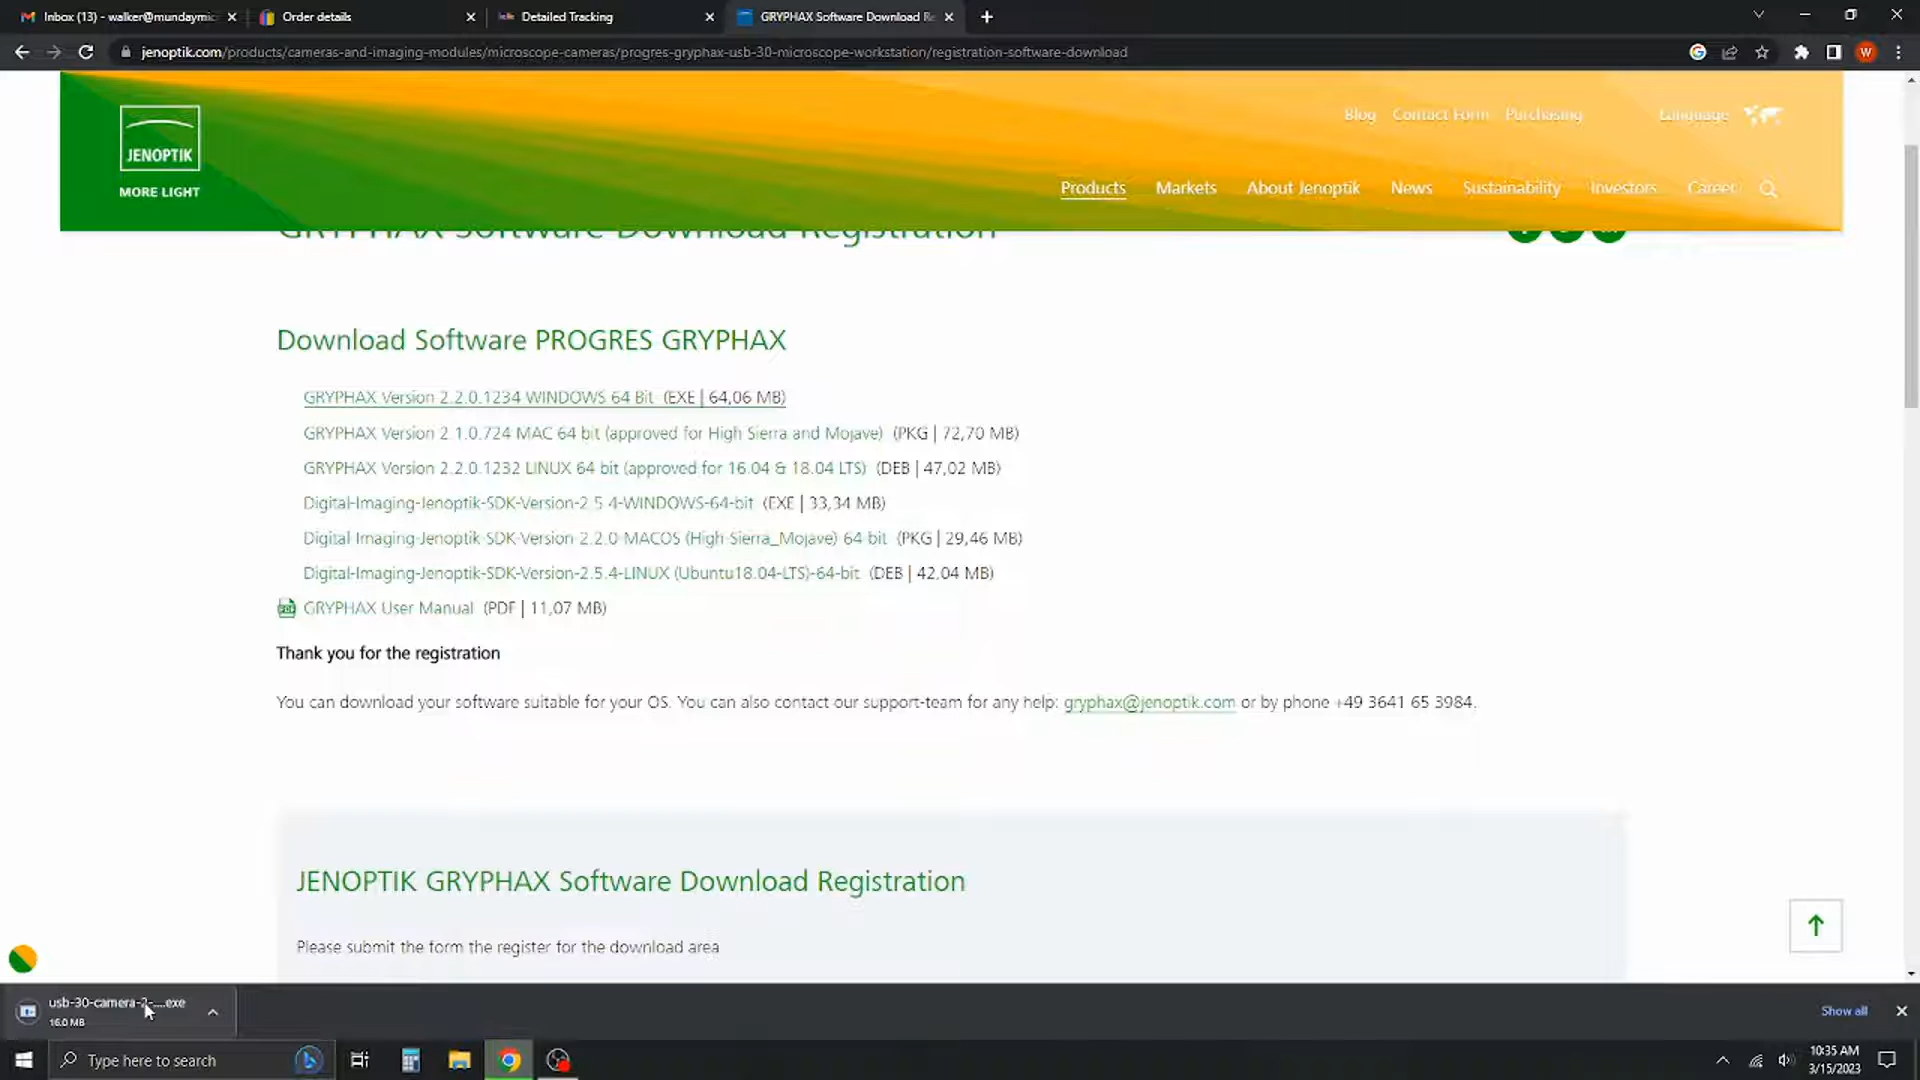 Inbox (13) - walker@mundaymic
Order details
Detailed Tracking
GRYPHAX Software Download Re
jenoptik.com/products/cameras-and-imaging-modules/microscope-cameras/progres-gryphax-usb-30-microscope-workstation/registration-software-download
W
Blog Contact Form Purchasing Language
JENOPTIK
MORE LIGHT
Products Markets About Jenoptik News Sustainability Investors Career
GRYPHAX Software Download Registration
Download Software PROGRES GRYPHAX
GRYPHAX Version 2.2.0.1234 WINDOWS 64 Bit (EXE | 64,06 MB)
GRYPHAX Version 2.1.0.724 MAC 64 bit (approved for High Sierra and Mojave) (PKG | 72,70 MB)
GRYPHAX Version 2.2.0.1232 LINUX 64 bit (approved for 16.04 & 18.04 LTS) (DEB | 47,02 MB)
Digital-Imaging-Jenoptik-SDK-Version-2.5.4-WINDOWS-64-bit (EXE | 33,34 MB)
Digital-Imaging-Jenoptik-SDK-Version-2.2.0-MACOS (High-Sierra_Mojave) 64-bit (PKG | 29,46 MB)
Digital-Imaging-Jenoptik-SDK-Version-2.5.4-LINUX (Ubuntu18.04-LTS)-64-bit (DEB | 42,04 MB)
GRYPHAX User Manual (PDF | 11,07 MB)
Thank you for the registration
You can download your software suitable for your OS. You can also contact our support-team for any help: gryphax@jenoptik.com or by phone +49 3641 65 3984.
JENOPTIK GRYPHAX Software Download Registration
Please submit the form the register for the download area
usb-30-camera-2-....exe
16.0 MB
Show all
Type here to search
10:35 AM
3/15/2023